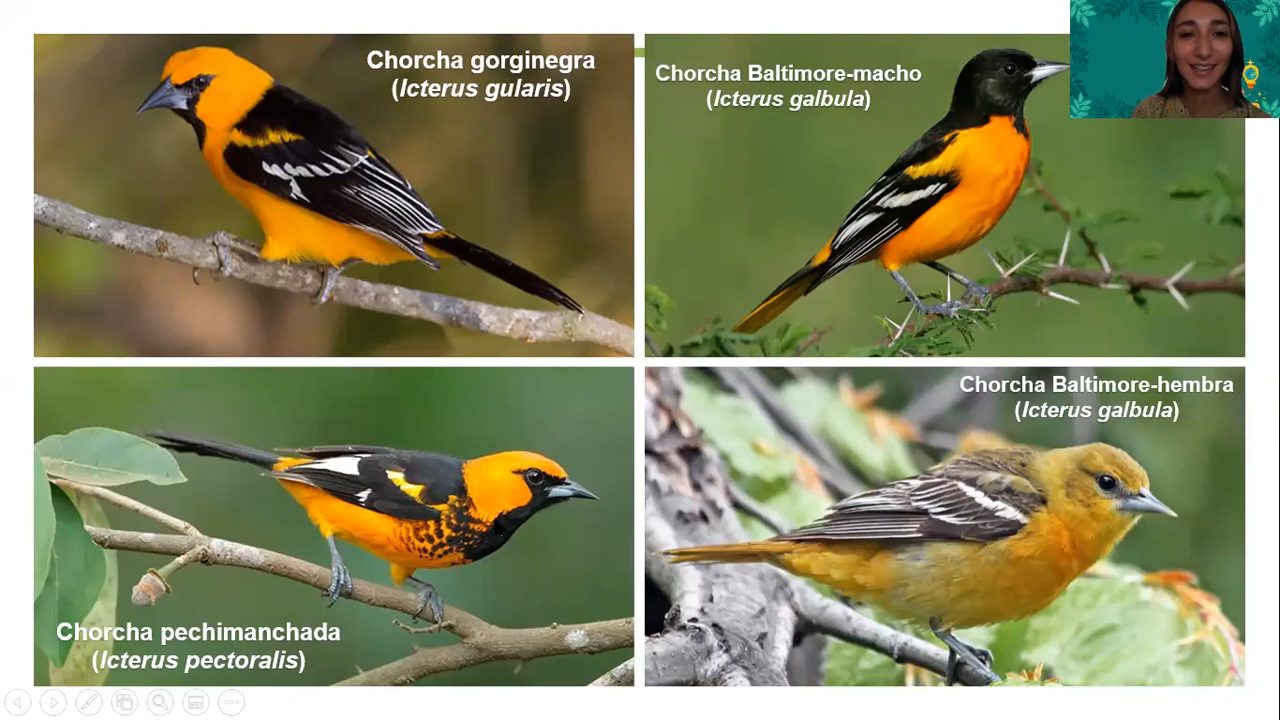 Chorcha gorginegra
(Icterus gularis)
Chorcha Baltimore-macho
(Icterus galbula)
Chorcha pechimanchada
(Icterus pectoralis)
Chorcha Baltimore-hembra
(Icterus galbula)